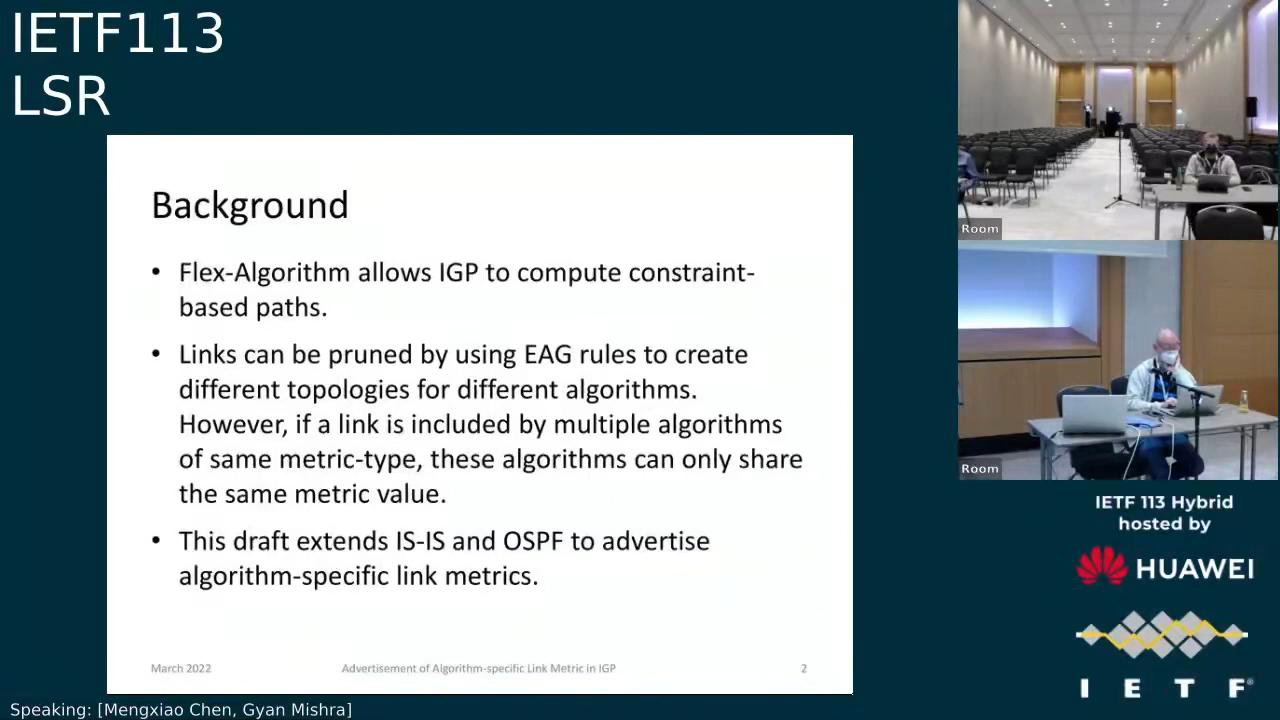 IETF113
LSR
Background
• Flex-Algorithm allows IGP to compute constraint-
based paths.
• Links can be pruned by using EAG rules to create
different topologies for different algorithms.
However, if a link is included by multiple algorithms
of same metric-type, these algorithms can only share
the same metric value.
• This draft extends IS-IS and OSPF to advertise
algorithm-specific link metrics.
March 2022 Advertisement of Algorithm-specific Link Metric in IGP 2
Room
Room
IETF 113 Hybrid
hosted by
HUAWEI
I E T F®
Speaking: [Mengxiao Chen, Gyan Mishra]